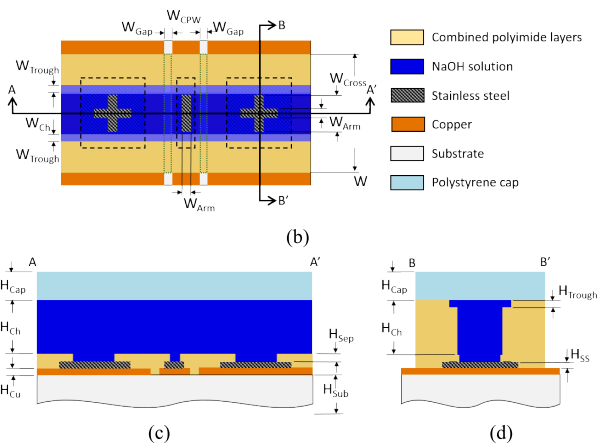 B
W_CPW
W_Gap
W_Gap
W_Trough
W_Cross
A
A'
W_Ch
W_Arm
W_Trough
W
W_Arm
B'
Combined polyimide layers
NaOH solution
Stainless steel
Copper
Substrate
Polystyrene cap
(b)
A
A'
H_Cap
H_Ch
H_Sep
H_Cu
H_Sub
(c)
B
B'
H_Cap
H_Trough
H_Ch
H_SS
(d)